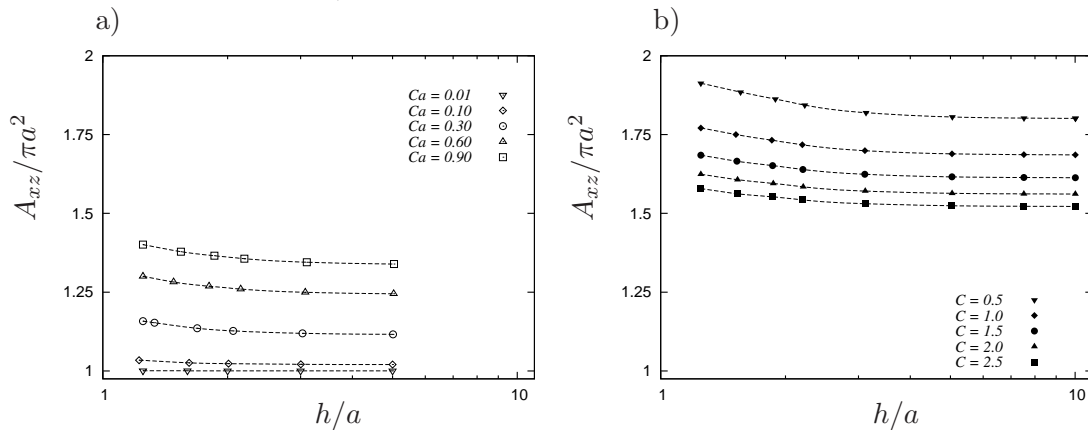 a)
A_{xz}/πa^2
2
1.75
1.5
1.25
1
1
10
h/a
Ca = 0.01
Ca = 0.10
Ca = 0.30
Ca = 0.60
Ca = 0.90
b)
A_{xz}/πa^2
2
1.75
1.5
1.25
1
1
10
h/a
C = 0.5
C = 1.0
C = 1.5
C = 2.0
C = 2.5